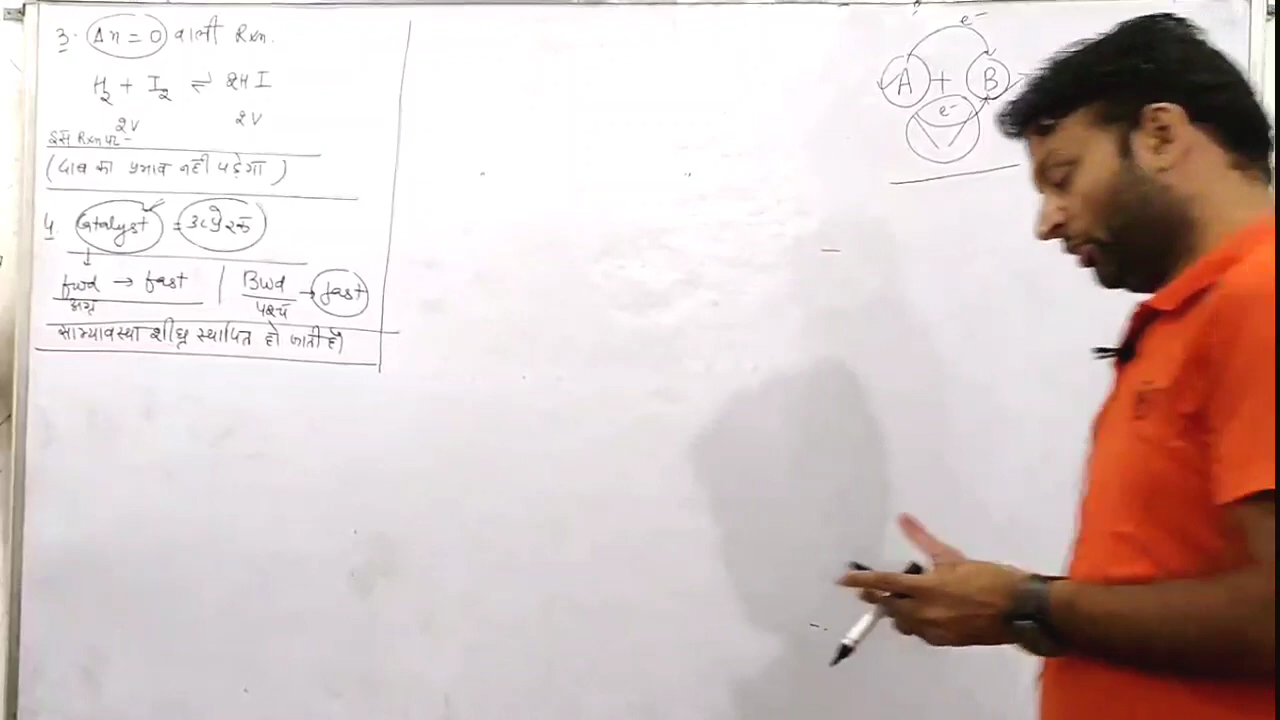 3. Δn = 0 वाली Rxn.
H₂ + I₂ ⇌ 2HI
2V 2V
इस Rxn पर -
(दाब का प्रभाव नहीं पड़ेगा)
4. Catalyst = उत्प्रेरक
fwd → fast | Bwd → fast
अग्र पश्च
साम्यावस्था शीघ्र स्थापित हो जाती है
e⁻
A + B
e⁻